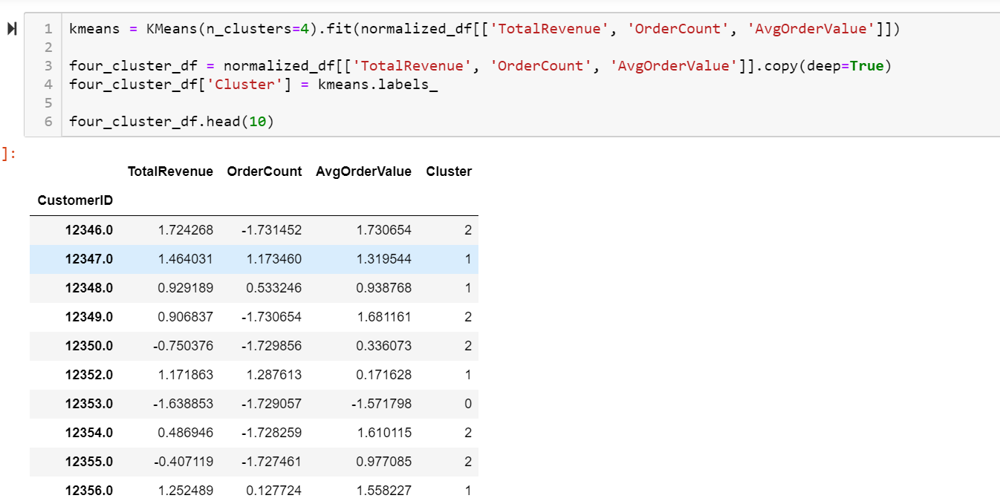 1 kmeans = KMeans(n_clusters=4).fit(normalized_df[['TotalRevenue', 'OrderCount', 'AvgOrderValue']])
2
3 four_cluster_df = normalized_df[['TotalRevenue', 'OrderCount', 'AvgOrderValue']].copy(deep=True)
4 four_cluster_df['Cluster'] = kmeans.labels_
5
6 four_cluster_df.head(10)
]:
TotalRevenue OrderCount AvgOrderValue Cluster
CustomerID
12346.0 1.724268 -1.731452 1.730654 2
12347.0 1.464031 1.173460 1.319544 1
12348.0 0.929189 0.533246 0.938768 1
12349.0 0.906837 -1.730654 1.681161 2
12350.0 -0.750376 -1.729856 0.336073 2
12352.0 1.171863 1.287613 0.171628 1
12353.0 -1.638853 -1.729057 -1.571798 0
12354.0 0.486946 -1.728259 1.610115 2
12355.0 -0.407119 -1.727461 0.977085 2
12356.0 1.252489 0.127724 1.558227 1